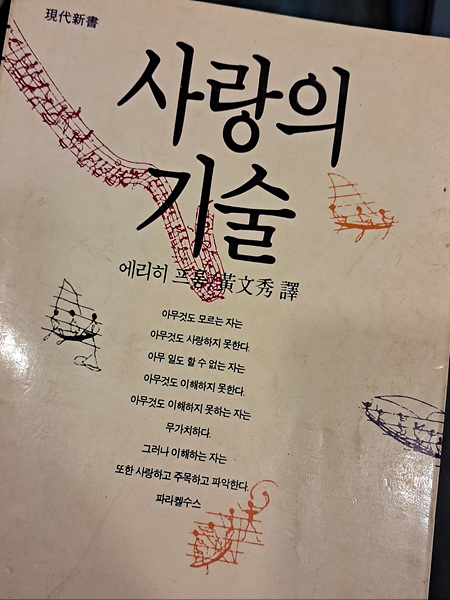 現代新書
사랑의
기술
에리히 프롬/黃文秀 譯
아무것도 모르는 자는
아무것도 사랑하지 못한다.
아무 일도 할 수 없는 자는
아무것도 이해하지 못한다.
아무것도 이해하지 못하는 자는
무가치하다.
그러나 이해하는 자는
또한 사랑하고 주목하고 파악한다.
파라켈수스